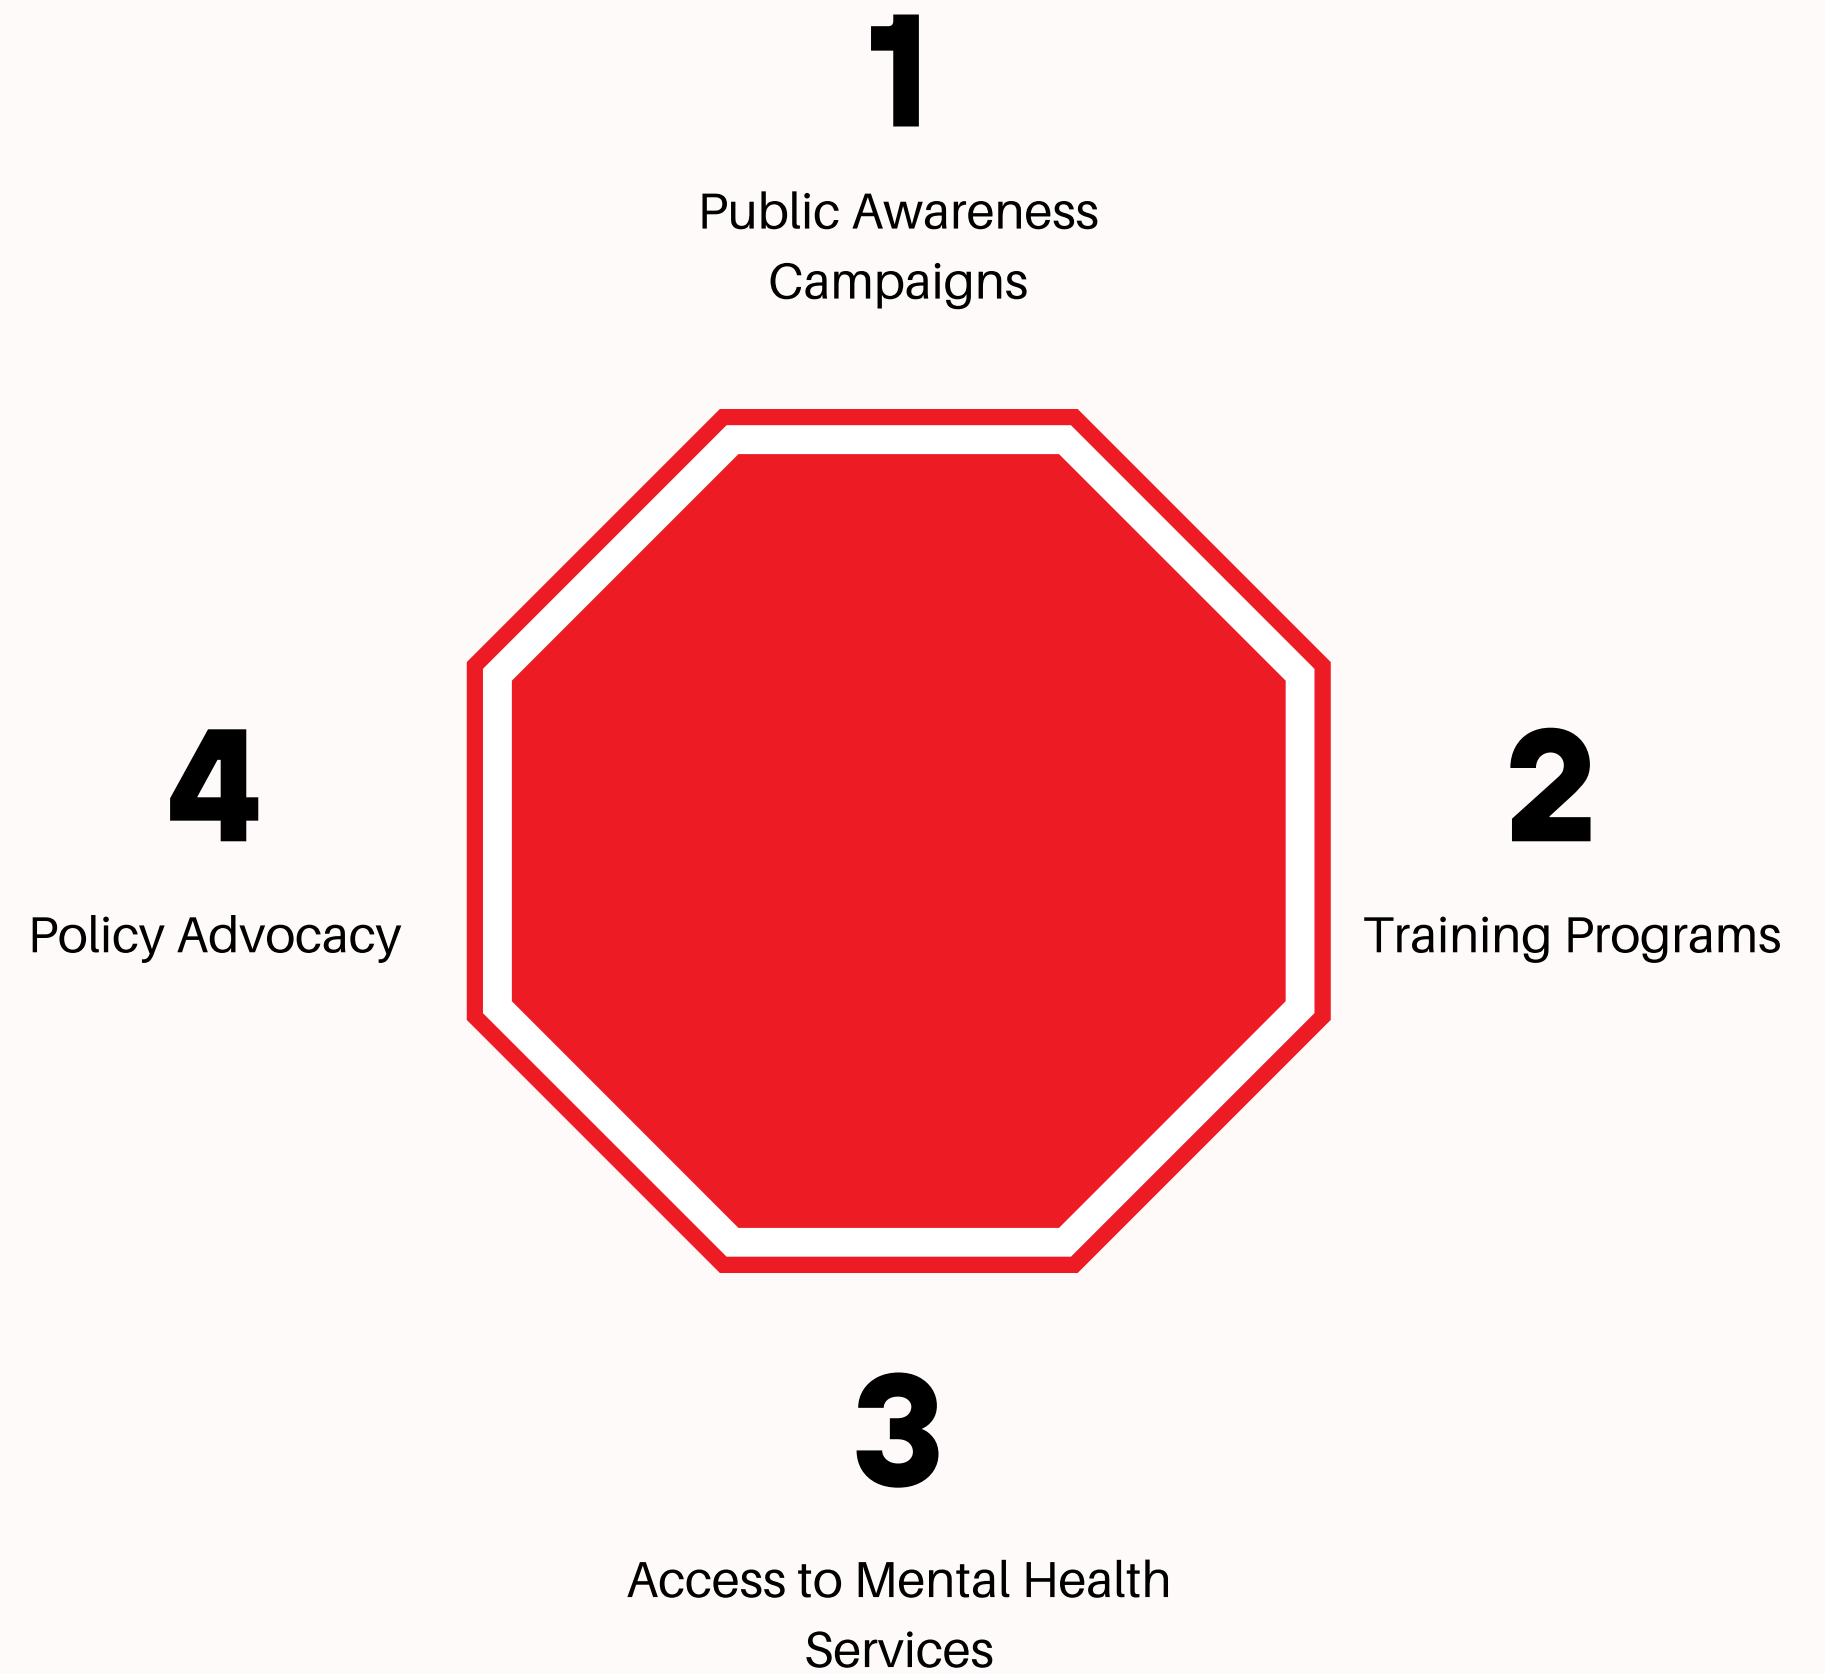 1
Public Awareness
Campaigns
4
Policy Advocacy
2
Training Programs
3
Access to Mental Health
Services